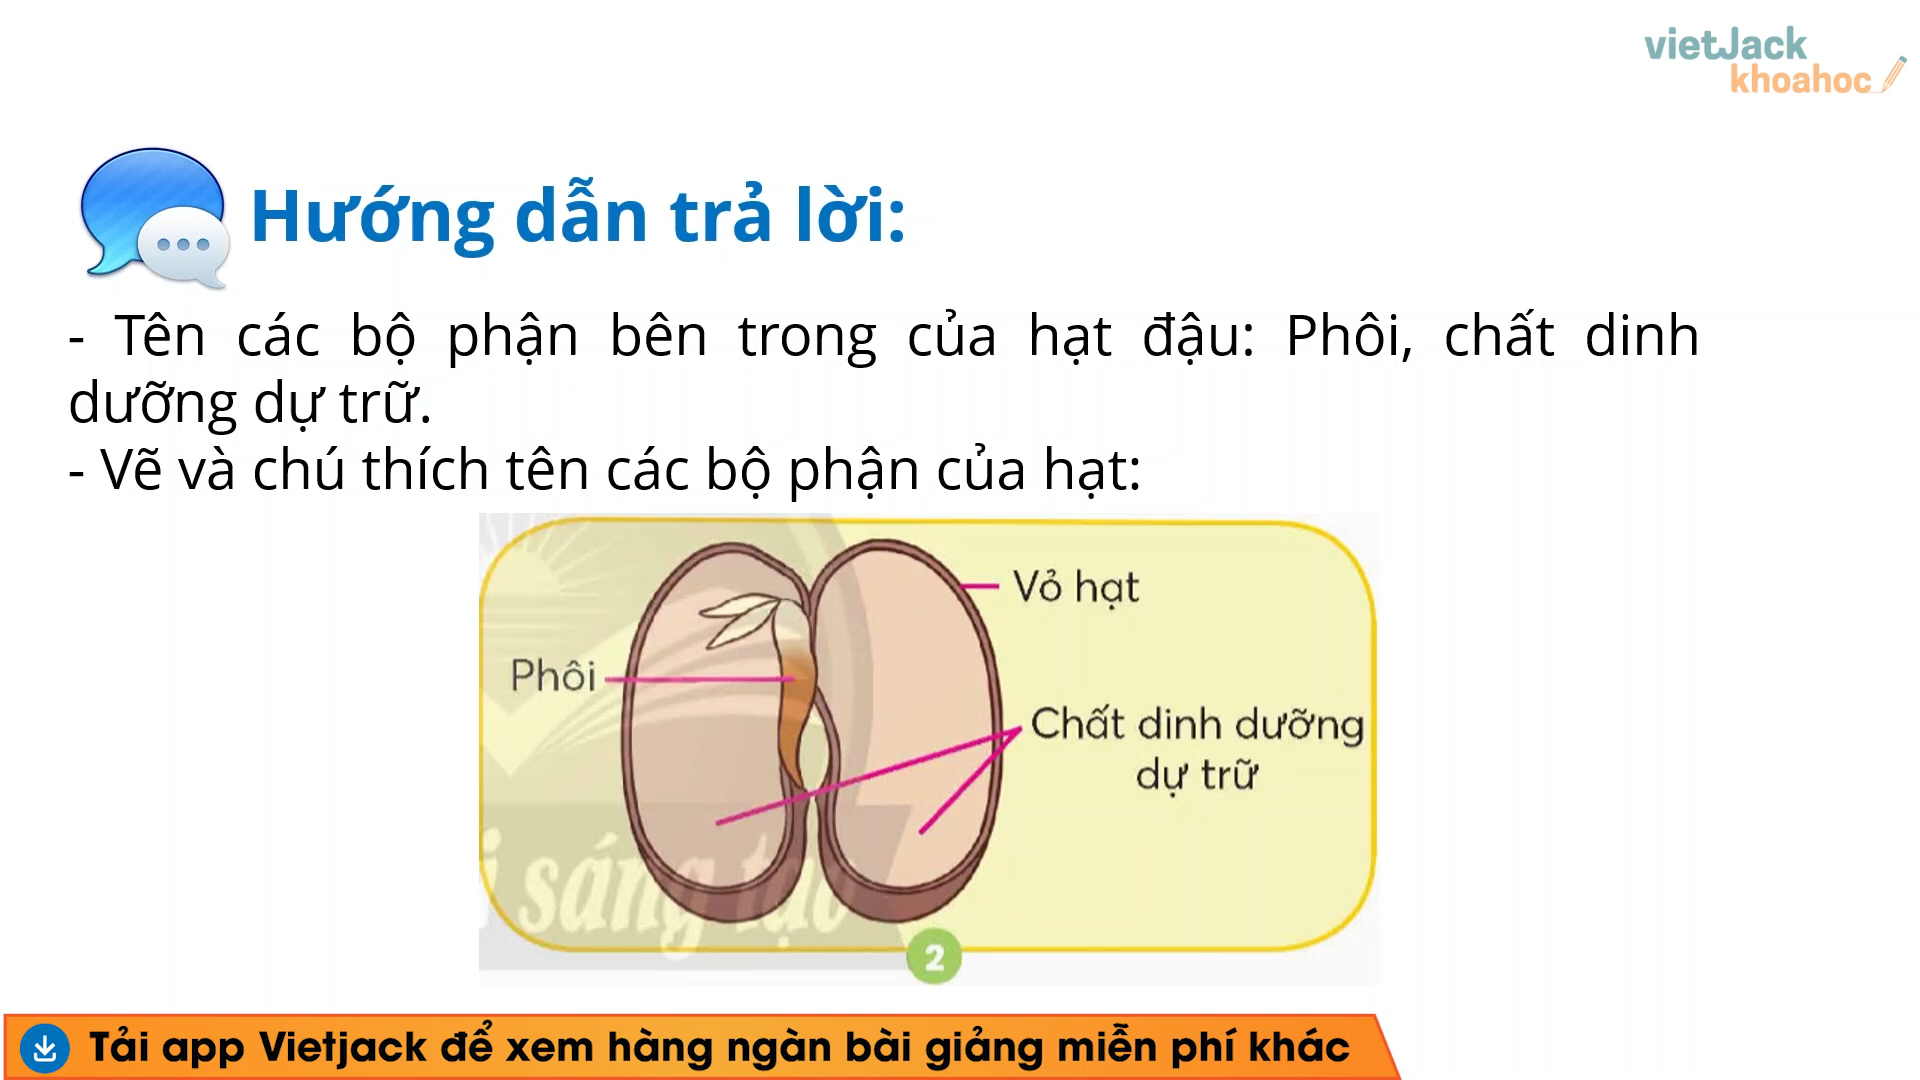 vietJack
khoahoc
Hướng dẫn trả lời:
- Tên các bộ phận bên trong của hạt đậu: Phôi, chất dinh
dưỡng dự trữ.
- Vẽ và chú thích tên các bộ phận của hạt:
Vỏ hạt
Phôi
Chất dinh dưỡng
dự trữ
i sáng tạo
2
Tải app Vietjack để xem hàng ngàn bài giảng miễn phí khác